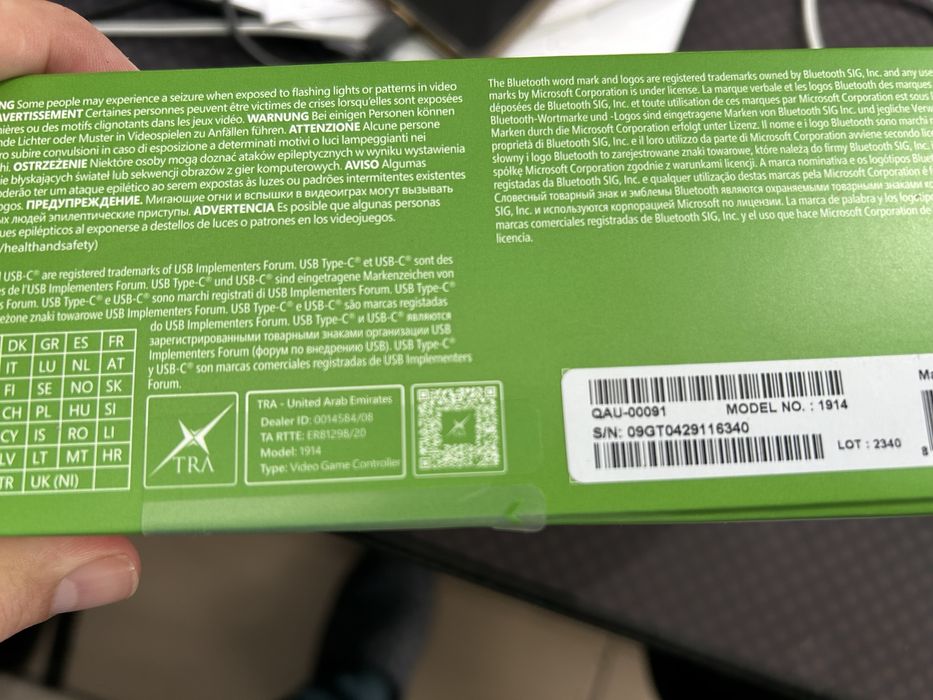 NG Some people may experience a seizure when exposed to flashing lights or patterns in video
AVERTISSEMENT Certaines personnes peuvent être victimes de crises lorsqu'elles sont exposées
des motifs clignotants dans les jeux vidéo. WARNUNG Bei einigen Personen können
Lichter oder Muster in Videospielen zu Anfällen führen. ATTENZIONE Alcune persone
subire convulsioni in caso di esposizione a determinati motivi o luci lampeggianti nei
OSTRZEŻENIE Niektóre osoby mogą doznać ataków epileptycznych w wyniku wystawienia
błyskających świateł lub sekwencji obrazów z gier komputerowych. AVISO Algumas
poderão ter um ataque epilético ao serem expostas às luzes ou padrões intermitentes existentes
ogos. ПРЕДУПРЕЖДЕНИЕ. Мигающие огни и вспышки в видеоиграх могут вызывать
людей эпилептические приступы. ADVERTENCIA Es posible que algunas personas
ues epilépticos al exponerse a destellos de luces o patrones en los videojuegos.
/healthandsafety)
USB-C® are registered trademarks of USB Implementers Forum. USB Type-C® et USB-C® sont des
de l'USB Implementers Forum. USB Type-C® und USB-C® sind eingetragene Markenzeichen von
Forum. USB Type-C® e USB-C® sono marchi registrati di USB Implementers Forum. USB Type-C®
znaki towarowe USB Implementers Forum. USB Type-C® e USB-C® são marcas registadas
do USB Implementers Forum. USB Type-C® и USB-C® являются
зарегистрированными товарными знаками организации USB
Implementers Forum (форум по внедрению USB). USB Type-C®
y USB-C® son marcas comerciales registradas de USB Implementers
Forum.
DK GR ES FR
IT LU NL AT
FI SE NO SK
CH PL HU SI
CY IS RO LI
LV LT MT HR
TR UK (NI)
TRA
TRA - United Arab Emirates
Dealer ID: 0014584/08
TA RTTE: ER81298/20
Model: 1914
Type: Video Game Controller
The Bluetooth word mark and logos are registered trademarks owned by Bluetooth SIG, Inc. and any use
marks by Microsoft Corporation is under license. La marque verbale et les logos Bluetooth des marques
déposées de Bluetooth SIG, Inc. et toute utilisation de ces marques par Microsoft Corporation est sous l
Bluetooth-Wortmarke und -Logos sind eingetragene Marken von Bluetooth SIG, Inc. und jegliche Verw
Marken durch die Microsoft Corporation erfolgt unter Lizenz. Il nome e il logo Bluetooth sono marchi r
proprietà di Bluetooth SIG, Inc. e il loro utilizzo da parte di Microsoft Corporation avviene secondo lic
słowny i logo Bluetooth to zarejestrowane znaki towarowe, które należą do firmy Bluetooth SIG, Inc.
spółkę Microsoft Corporation zgodnie z warunkami licencji. A marca nominativa e os logótipos Bluetooth
registadas da Bluetooth SIG, Inc. e qualquer utilização destas marcas pela Microsoft Corporation é f
Словесный товарный знак и эмблемы Bluetooth являются охраняемыми товарными знаками ко
SIG, Inc. и используются корпорацией Microsoft по лицензии. La marca de palabra y los logotipos
marcas comerciales registradas de Bluetooth SIG, Inc. y el uso que hace Microsoft Corporation de
licencia.
QAU-00091 MODEL NO. : 1914
S/N: 09GT0429116340
LOT : 2340
Ma
8